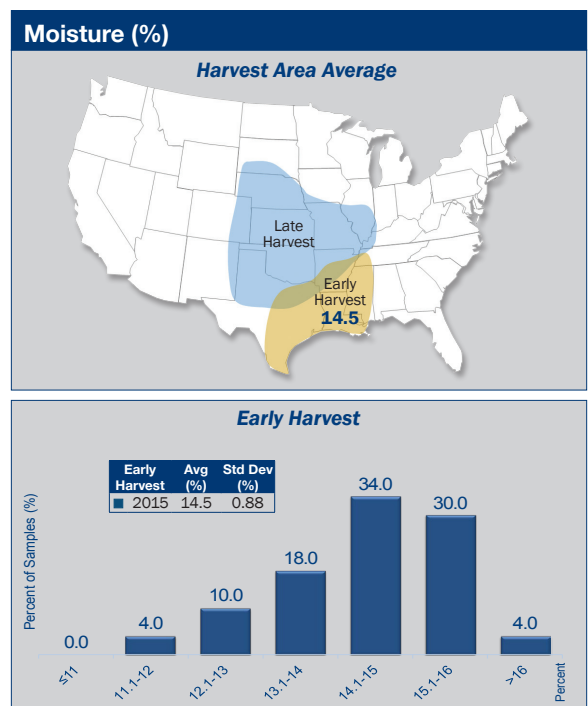 Moisture (%)
Harvest Area Average
Late
Harvest
Early
Harvest
14.5
Early Harvest
Early Avg Std Dev
Harvest (%) (%)
2015 14.5 0.88
Percent of Samples (%)
0.0 4.0 10.0 18.0 34.0 30.0 4.0
≤11 11.1-12 12.1-13 13.1-14 14.1-15 15.1-16 >16
Percent